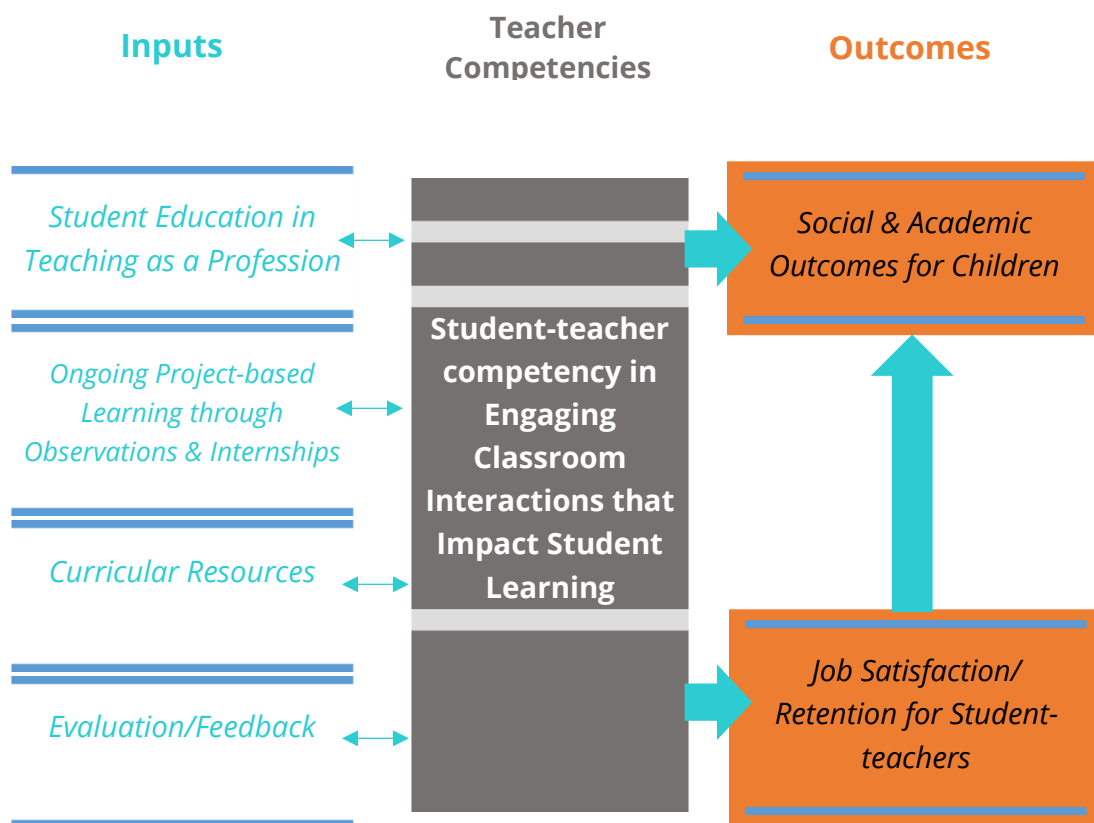 Inputs
Teacher
Competencies
Outcomes
Student Education in
Teaching as a Profession
Ongoing Project-based
Learning through
Observations & Internships
Curricular Resources
Evaluation/Feedback
Student-teacher
competency in
Engaging
Classroom
Interactions that
Impact Student
Learning
Social & Academic
Outcomes for Children
Job Satisfaction/
Retention for Student-
teachers